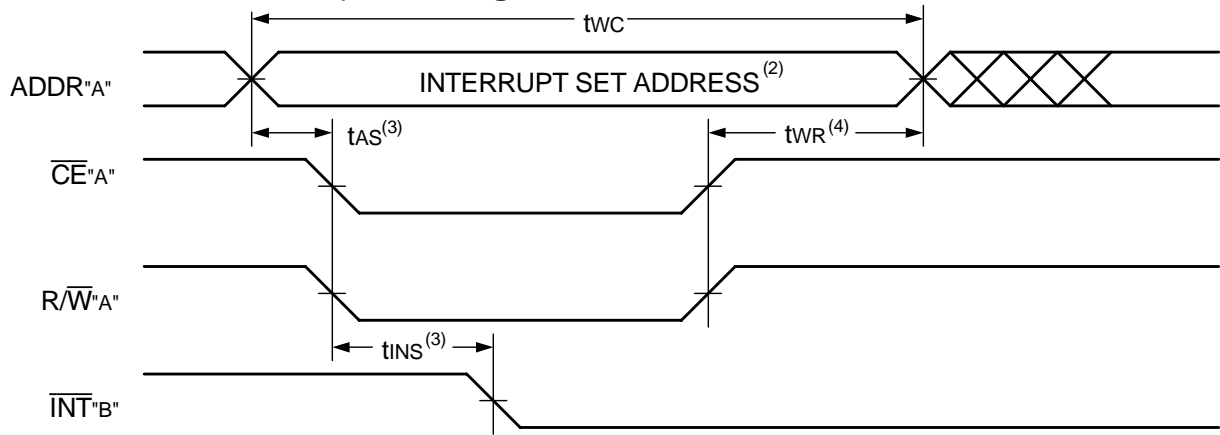 tWC
ADDR"A"
INTERRUPT SET ADDRESS(2)
tAS(3)
tWR(4)
CE"A"
R/W"A"
tINS(3)
INT"B"